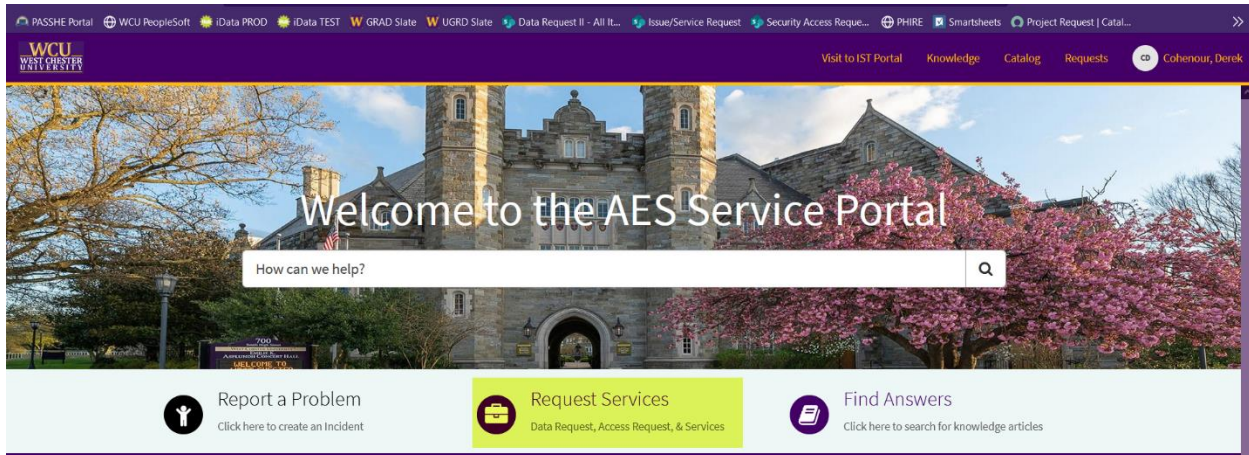 PASSHE Portal WCU PeopleSoft iData PROD iData TEST W GRAD Slate W UGRD Slate Data Request II - All It... Issue/Service Request Security Access Reque... PHIRE Smartsheets Project Request | Catal... »
WCU
WEST CHESTER
UNIVERSITY
Visit to IST Portal Knowledge Catalog Requests CD Cohenour, Derek
Welcome to the AES Service Portal
How can we help?
700
WELCOME TO
Report a Problem
Click here to create an Incident
Request Services
Data Request, Access Request, & Services
Find Answers
Click here to search for knowledge articles